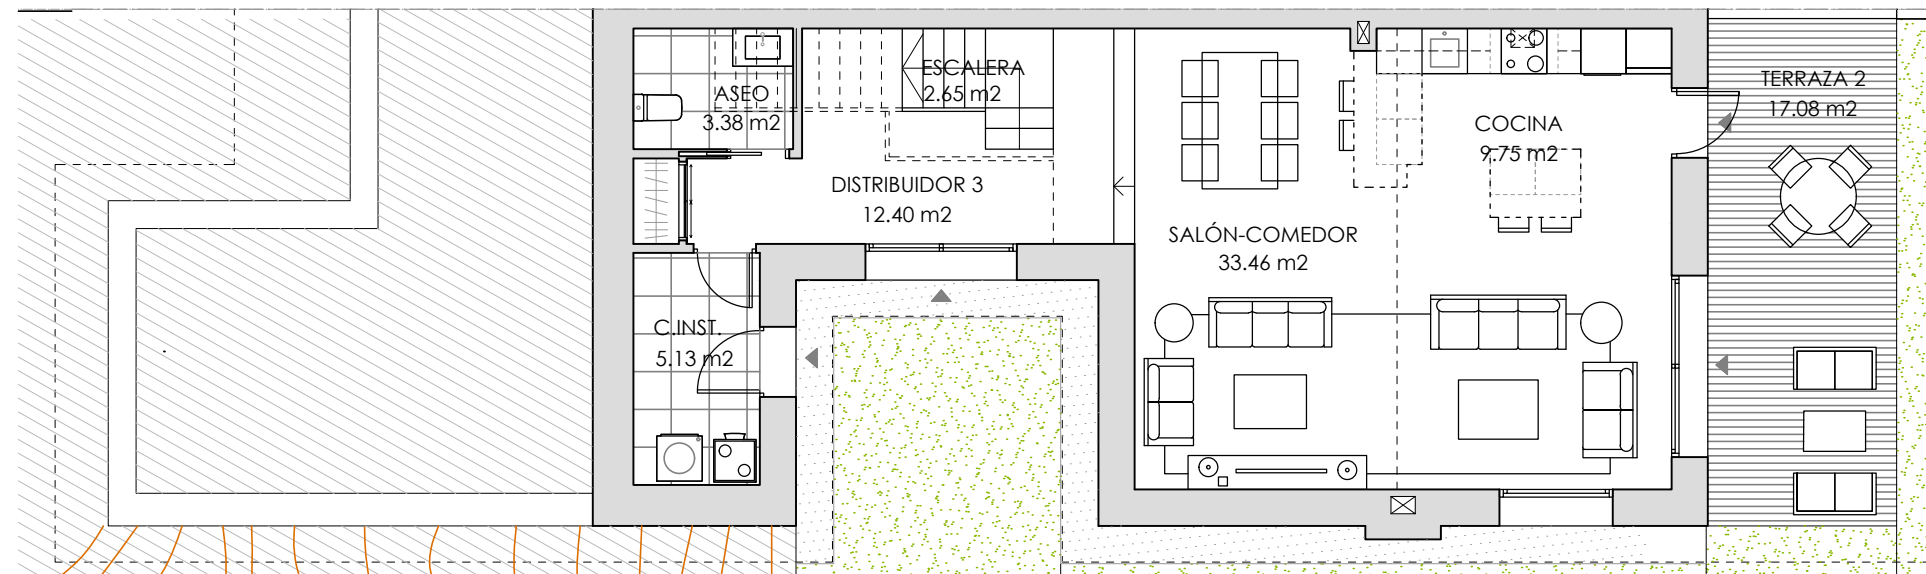 ESCALERA
2.65 m2
ASEO
3.38 m2
TERRAZA 2
17.08 m2
COCINA
9.75 m2
DISTRIBUIDOR 3
12.40 m2
SALÓN-COMEDOR
33.46 m2
C.INST.
5.13 m2